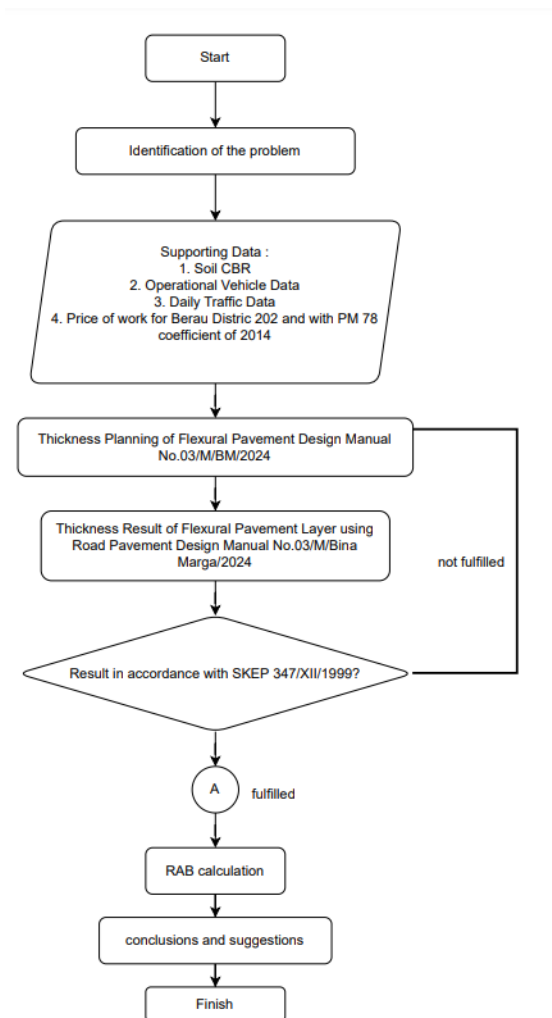 Start
Identification of the problem
Supporting Data :
1. Soil CBR
2. Operational Vehicle Data
3. Daily Traffic Data
4. Price of work for Berau Distric 202 and with PM 78
coefficient of 2014
Thickness Planning of Flexural Pavement Design Manual
No.03/M/BM/2024
Thickness Result of Flexural Pavement Layer using
Road Pavement Design Manual No.03/M/Bina
Marga/2024
not fulfilled
Result in accordance with SKEP 347/XII/1999?
A
fulfilled
RAB calculation
conclusions and suggestions
Finish